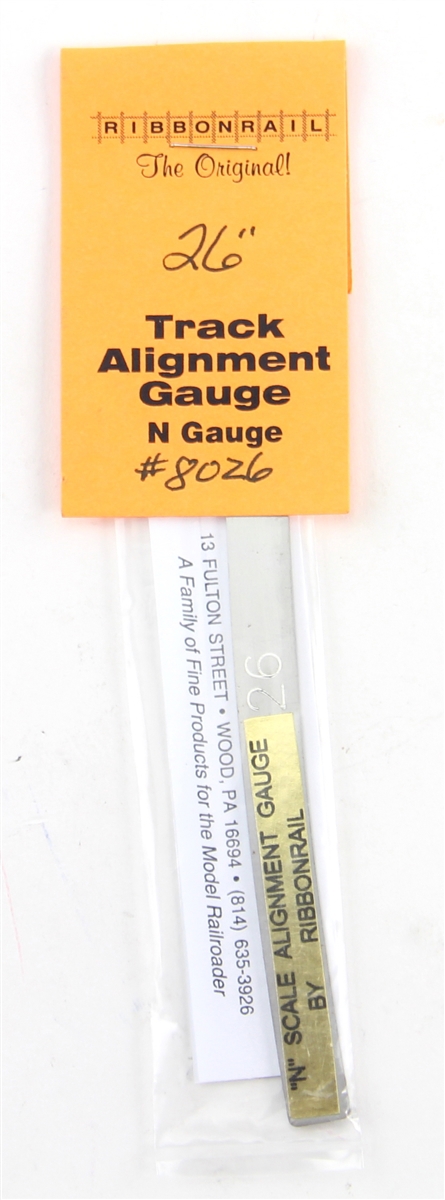 RIBBONRAIL
The Original!
26"
Track
Alignment
Gauge
N Gauge
#8026
13 FULTON STREET • WOOD, PA 16694 • (814) 635-3926
A Family of Fine Products for the Model Railroader
26
"N" SCALE ALIGNMENT GAUGE
BY RIBBONRAIL